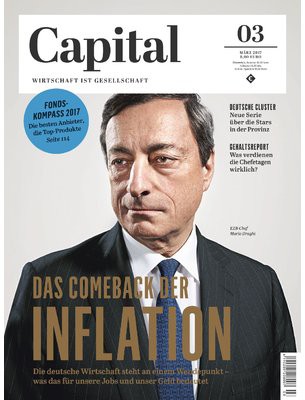 Capital
WIRTSCHAFT IST GESELLSCHAFT
03
MÄRZ 2017
8,80 EURO
FONDS-
KOMPASS 2017
Die besten Anbieter,
die Top-Produkte
Seite 114
DEUTSCHE CLUSTER
Neue Serie
über die Stars
in der Provinz
GEHALTSREPORT
Was verdienen
die Chefetagen
wirklich?
EZB-Chef
Mario Draghi
DAS COMEBACK DER
INFLATION
Die deutsche Wirtschaft steht an einem Wendepunkt –
was das für unsere Jobs und unser Geld bedeutet